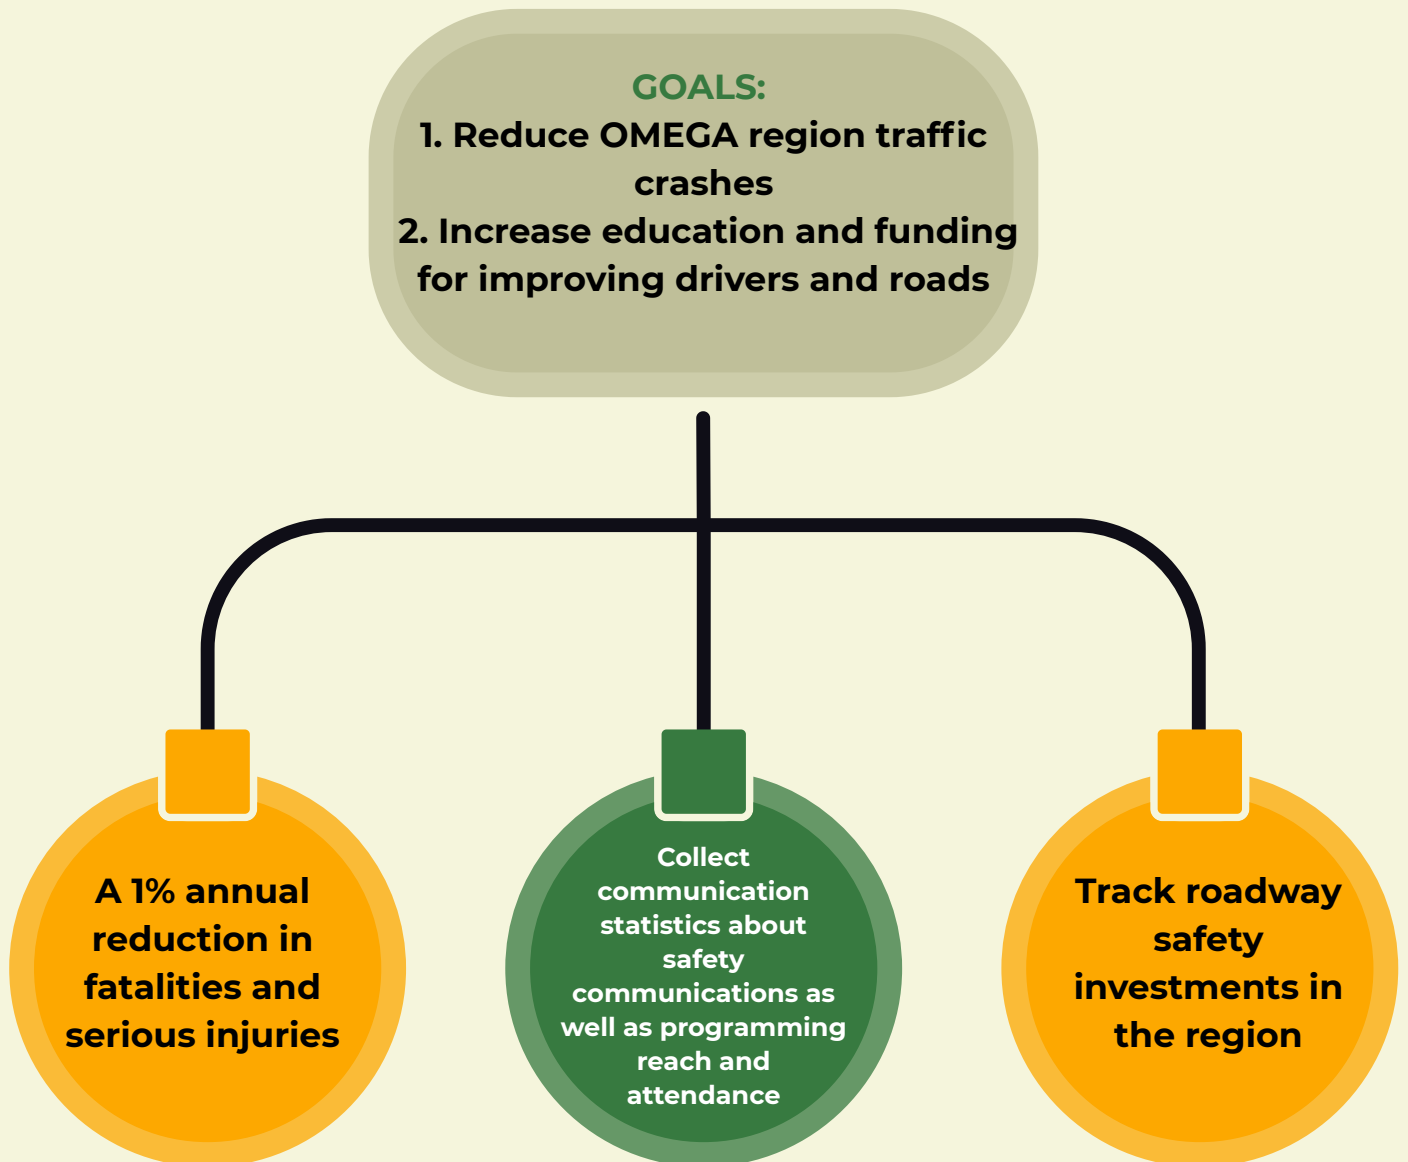 GOALS:
1. Reduce OMEGA region traffic
crashes
2. Increase education and funding
for improving drivers and roads
A 1% annual
reduction in
fatalities and
serious injuries
Collect
communication
statistics about
safety
communications as
well as programming
reach and
attendance
Track roadway
safety
investments in
the region